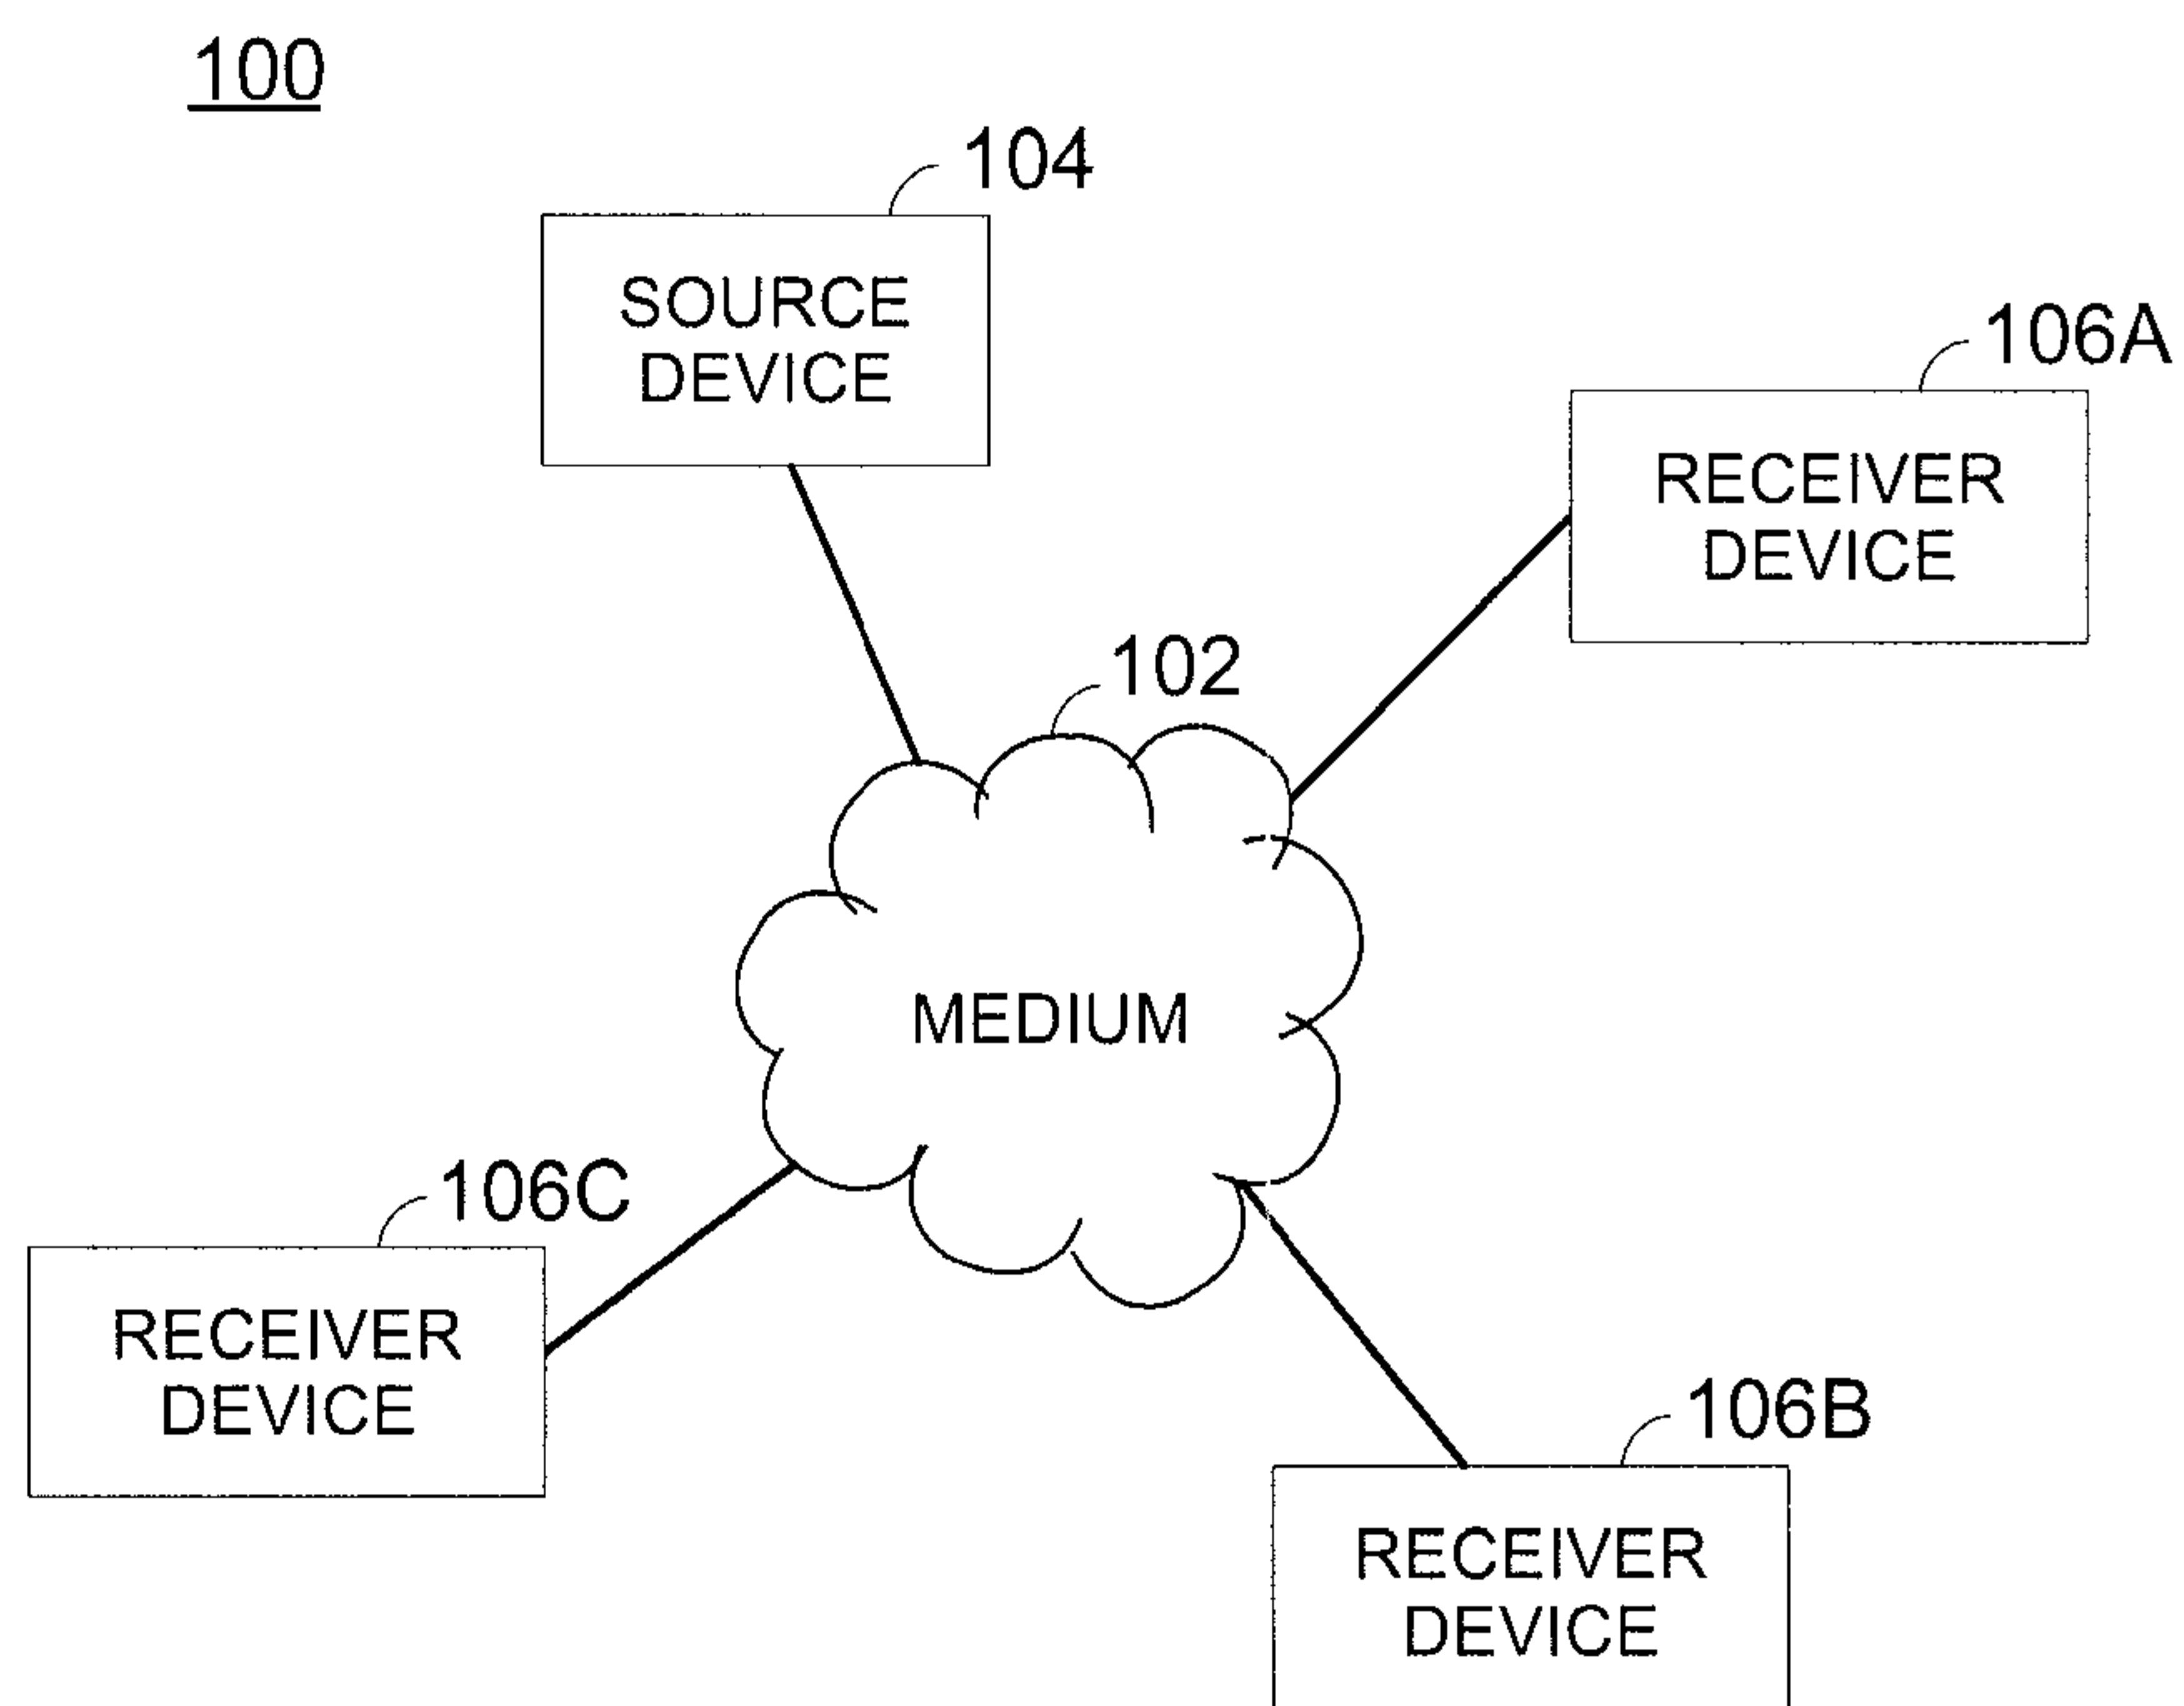 100
104
SOURCE
DEVICE
106A
RECEIVER
DEVICE
102
MEDIUM
106C
RECEIVER
DEVICE
106B
RECEIVER
DEVICE